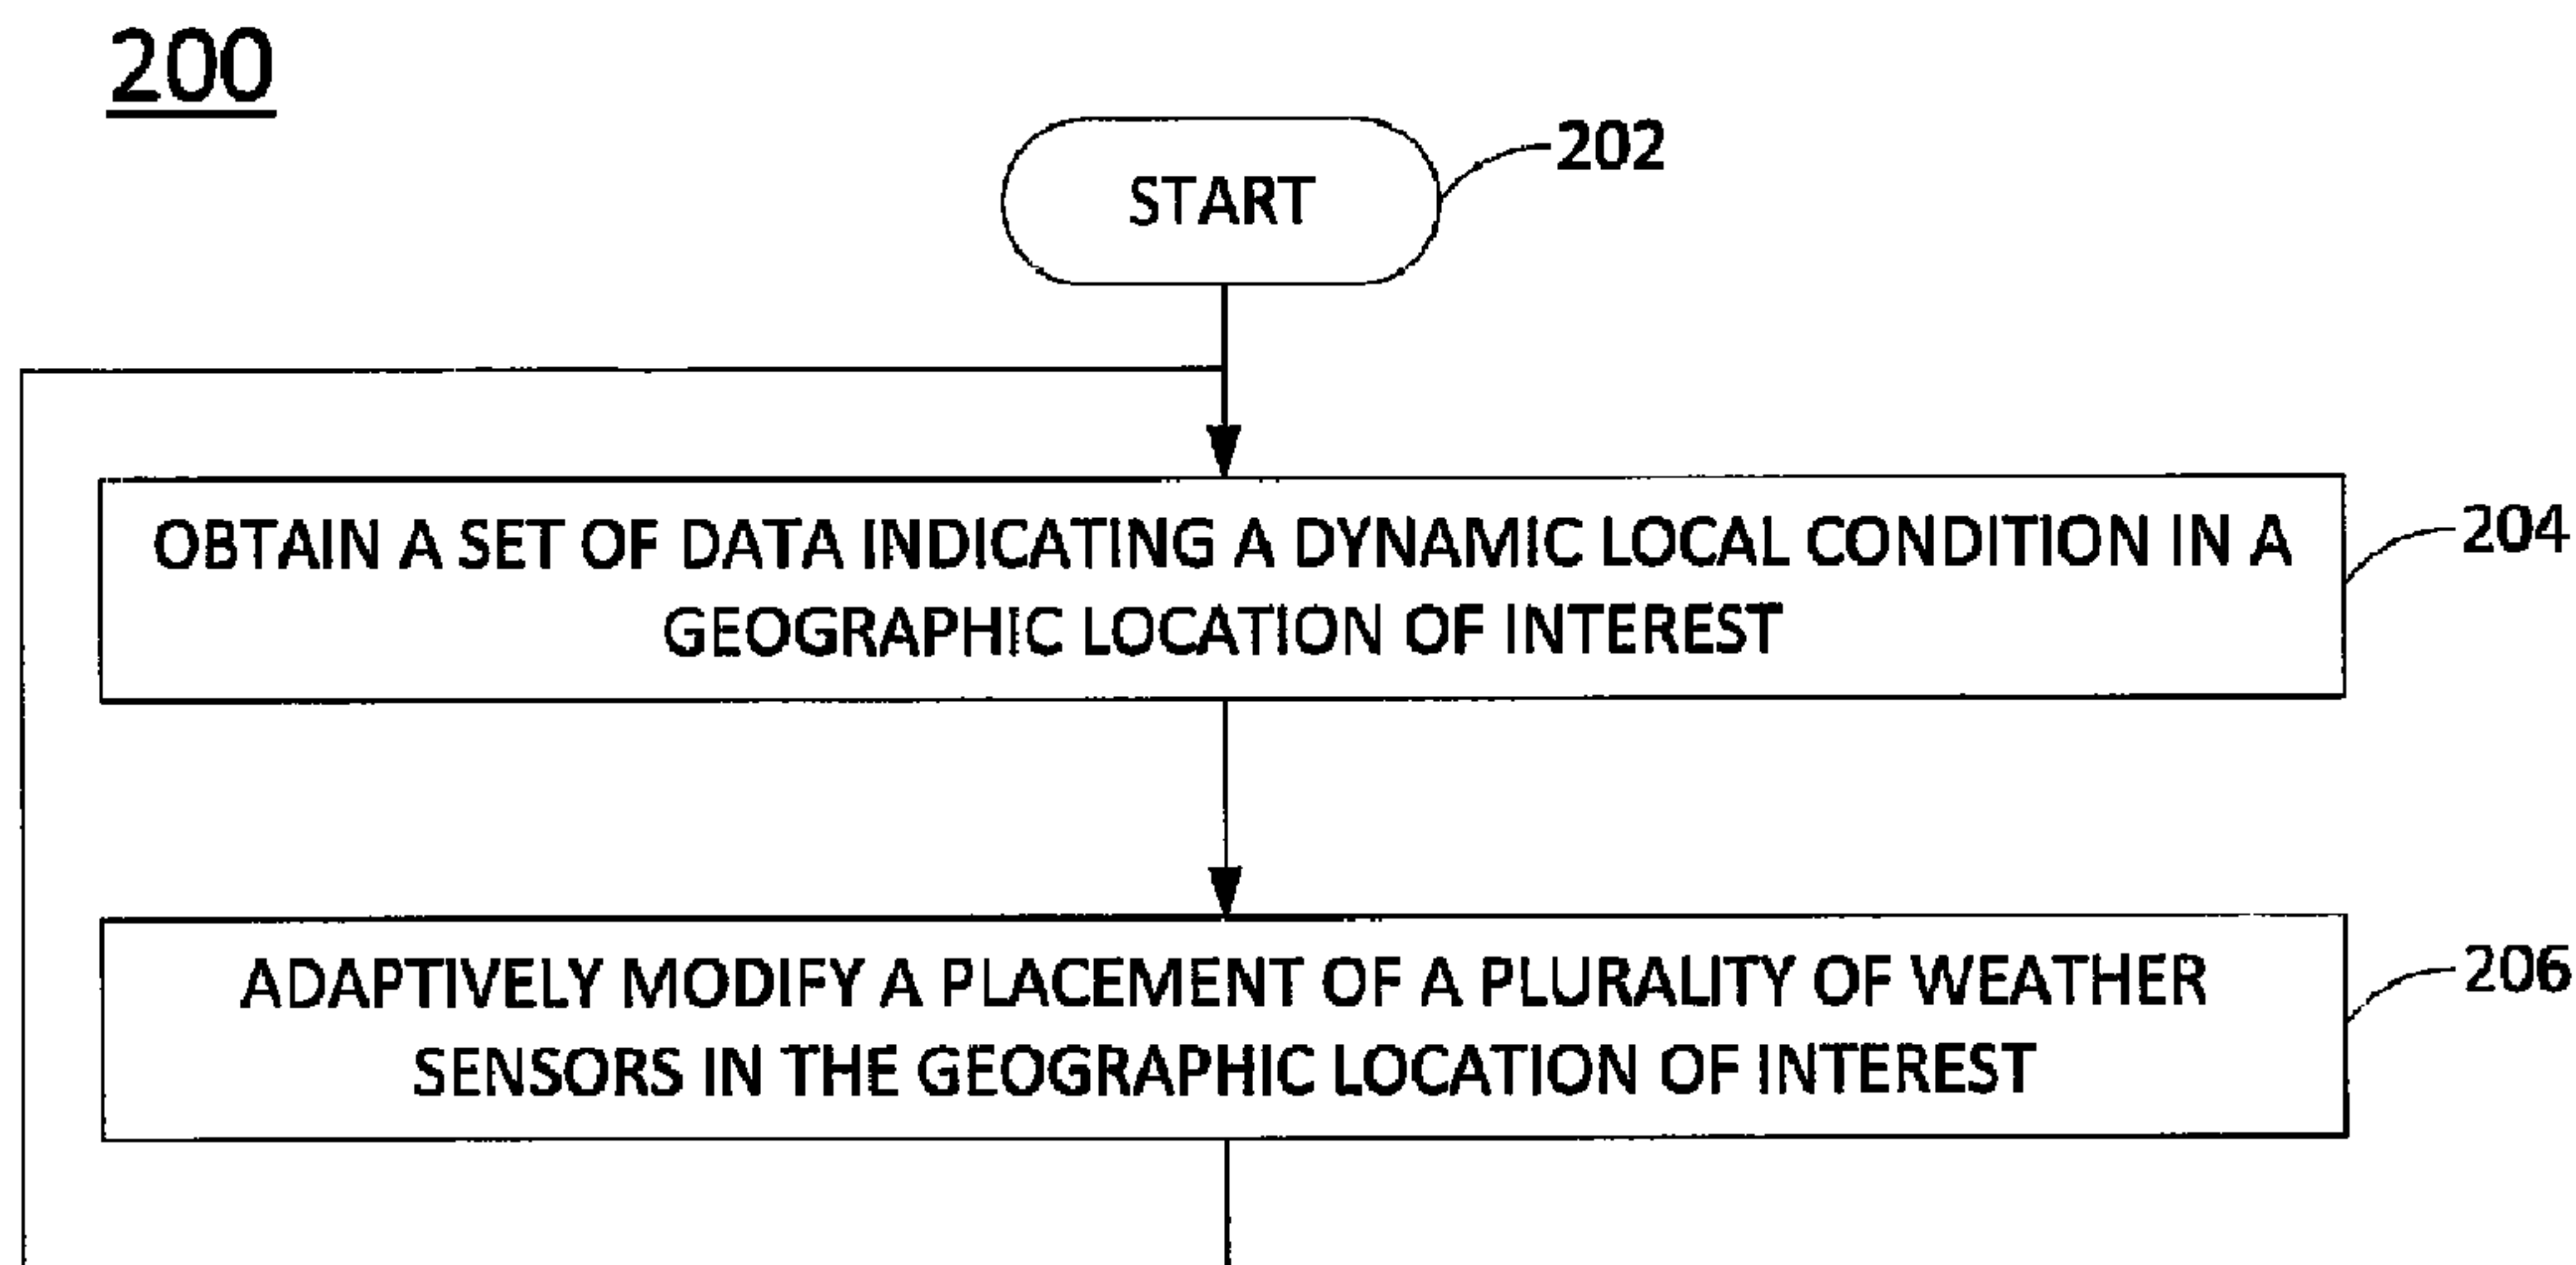 200
START
202
OBTAIN A SET OF DATA INDICATING A DYNAMIC LOCAL CONDITION IN A
GEOGRAPHIC LOCATION OF INTEREST
204
ADAPTIVELY MODIFY A PLACEMENT OF A PLURALITY OF WEATHER
SENSORS IN THE GEOGRAPHIC LOCATION OF INTEREST
206